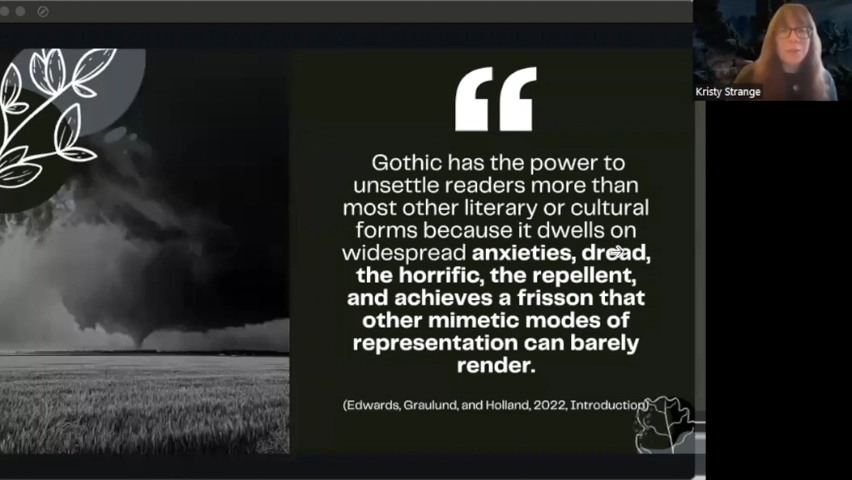 Kristy Strange
Gothic has the power to
unsettle readers more than
most other literary or cultural
forms because it dwells on
widespread anxieties, dread,
the horrific, the repellent,
and achieves a frisson that
other mimetic modes of
representation can barely
render.
(Edwards, Graulund, and Holland, 2022, Introduction)